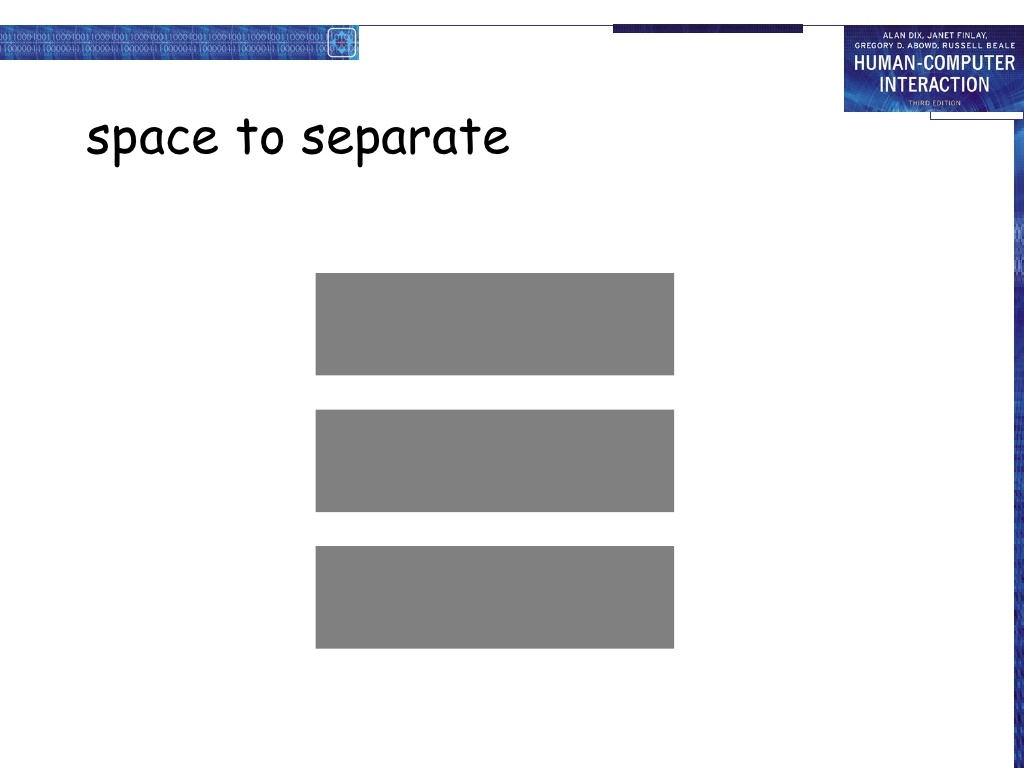 ALAN DIX, JANET FINLAY,
GREGORY D. ABOWD, RUSSELL BEALE
HUMAN-COMPUTER
INTERACTION
THIRD EDITION
space to separate